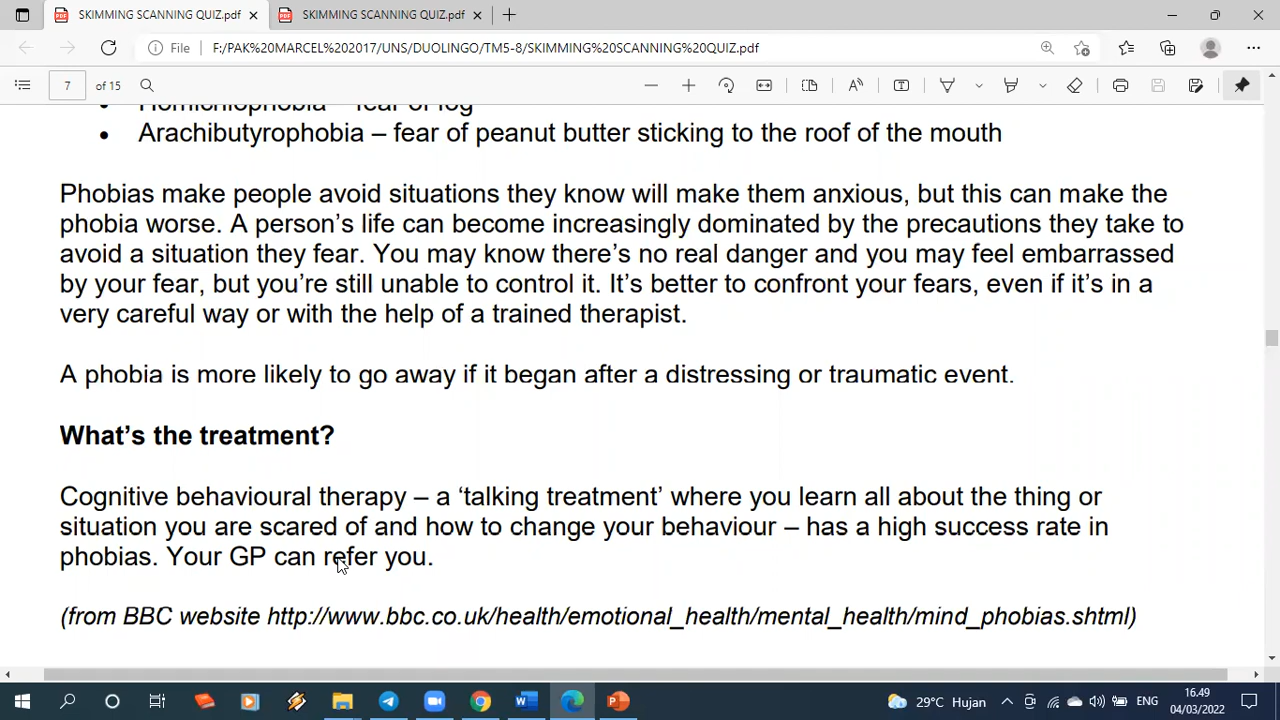 SKIMMING SCANNING QUIZ.pdf
SKIMMING SCANNING QUIZ.pdf
File
F:/PAK%20MARCEL%202017/UNS/DUOLINGO/TM5-8/SKIMMING%20SCANNING%20QUIZ.pdf
7 of 15
• Homichlophobia – fear of fog
• Arachibutyrophobia – fear of peanut butter sticking to the roof of the mouth
Phobias make people avoid situations they know will make them anxious, but this can make the
phobia worse. A person’s life can become increasingly dominated by the precautions they take to
avoid a situation they fear. You may know there’s no real danger and you may feel embarrassed
by your fear, but you’re still unable to control it. It’s better to confront your fears, even if it’s in a
very careful way or with the help of a trained therapist.
A phobia is more likely to go away if it began after a distressing or traumatic event.
What’s the treatment?
Cognitive behavioural therapy – a ‘talking treatment’ where you learn all about the thing or
situation you are scared of and how to change your behaviour – has a high success rate in
phobias. Your GP can refer you.
(from BBC website http://www.bbc.co.uk/health/emotional_health/mental_health/mind_phobias.shtml)
29°C Hujan
ENG
16.49
04/03/2022